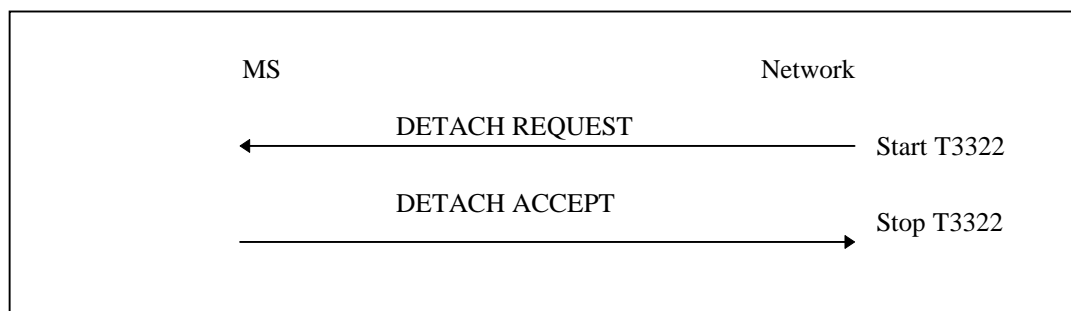 MS
Network
DETACH REQUEST
Start T3322
DETACH ACCEPT
Stop T3322